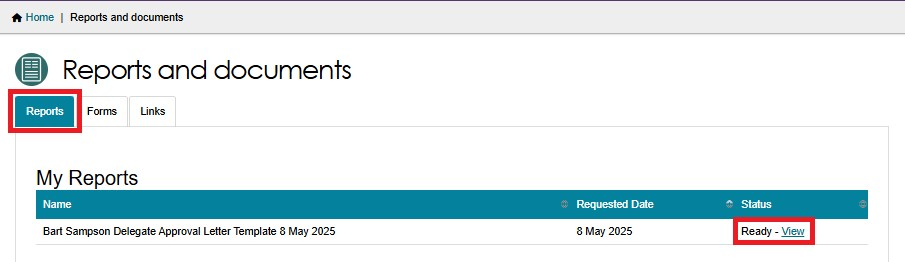 Home | Reports and documents
Reports and documents
Reports Forms Links
My Reports
Name Requested Date Status
Bart Sampson Delegate Approval Letter Template 8 May 2025 8 May 2025 Ready - View